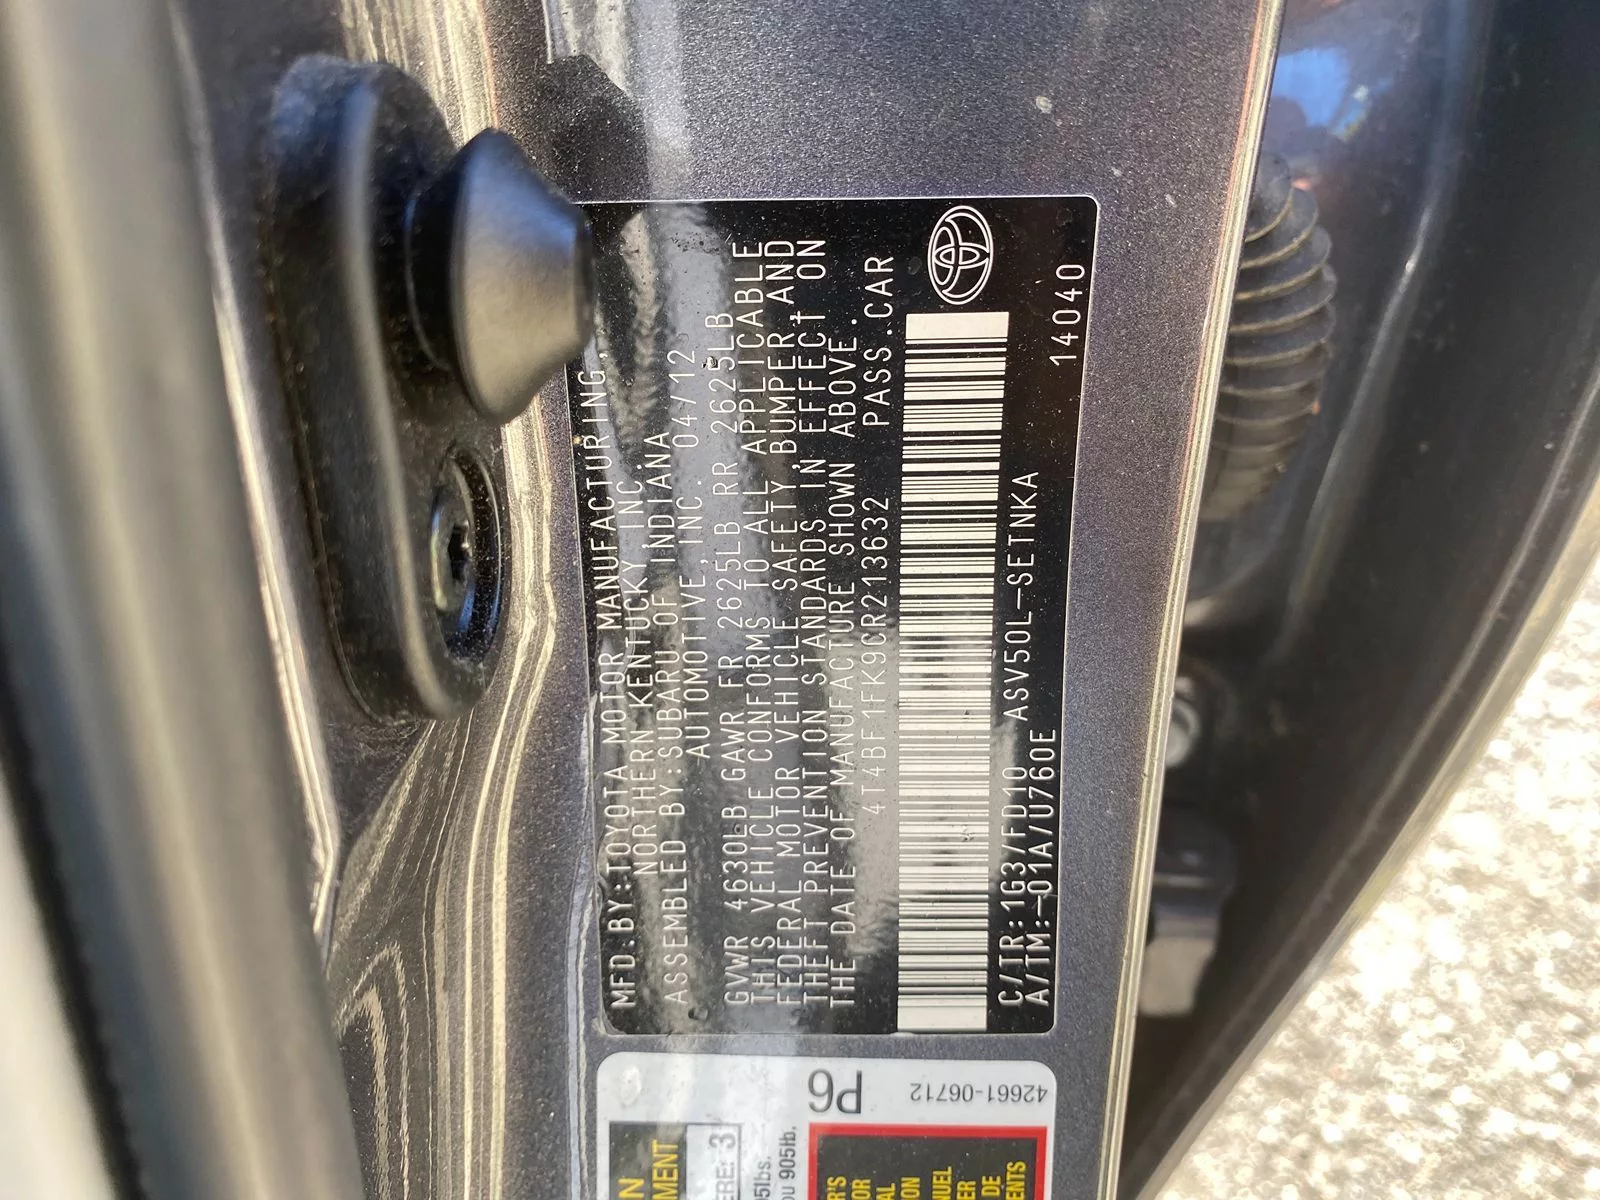 MFD.BY:TOYOTA MOTOR MANUFACTURING,
NORTHERN KENTUCKY,INC.
ASSEMBLED BY:SUBARU OF INDIANA
AUTOMOTIVE,INC. 04/12
GVWR 4630LB GAWR FR 2625LB RR 2625LB
THIS VEHICLE CONFORMS TO ALL APPLICABLE
FEDERAL MOTOR VEHICLE SAFETY,BUMPER,AND
THEFT PREVENTION STANDARDS IN EFFECT ON
THE DATE OF MANUFACTURE SHOWN ABOVE.
4T4BF1FK9CR213632 PASS.CAR
C/TR:1G3/FD10 ASV50L-SETNKA
A/TM:-01A/U760E 14040
P6
42661-06712
3
905lb.